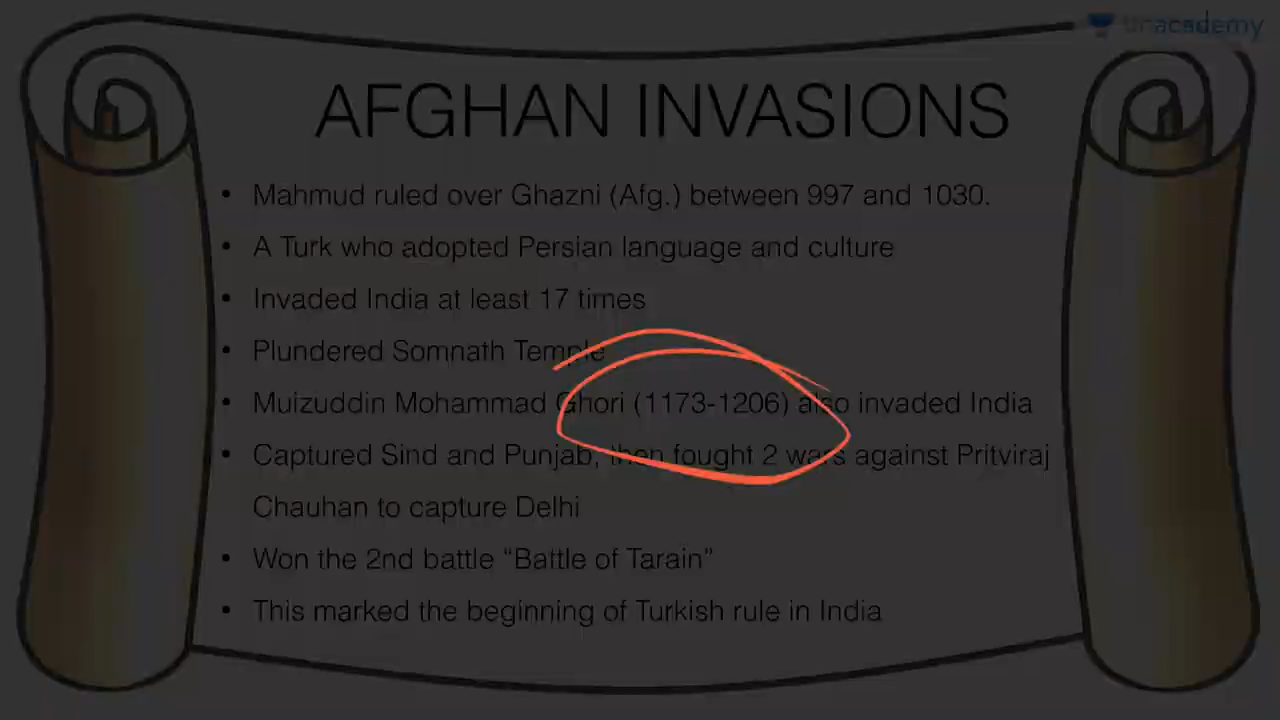 unacademy
AFGHAN INVASIONS
• Mahmud ruled over Ghazni (Afg.) between 997 and 1030.
• A Turk who adopted Persian language and culture
• Invaded India at least 17 times
• Plundered Somnath Temple
• Muizuddin Mohammad Ghori (1173-1206) also invaded India
• Captured Sind and Punjab, then fought 2 wars against Pritviraj
Chauhan to capture Delhi
• Won the 2nd battle “Battle of Tarain”
• This marked the beginning of Turkish rule in India